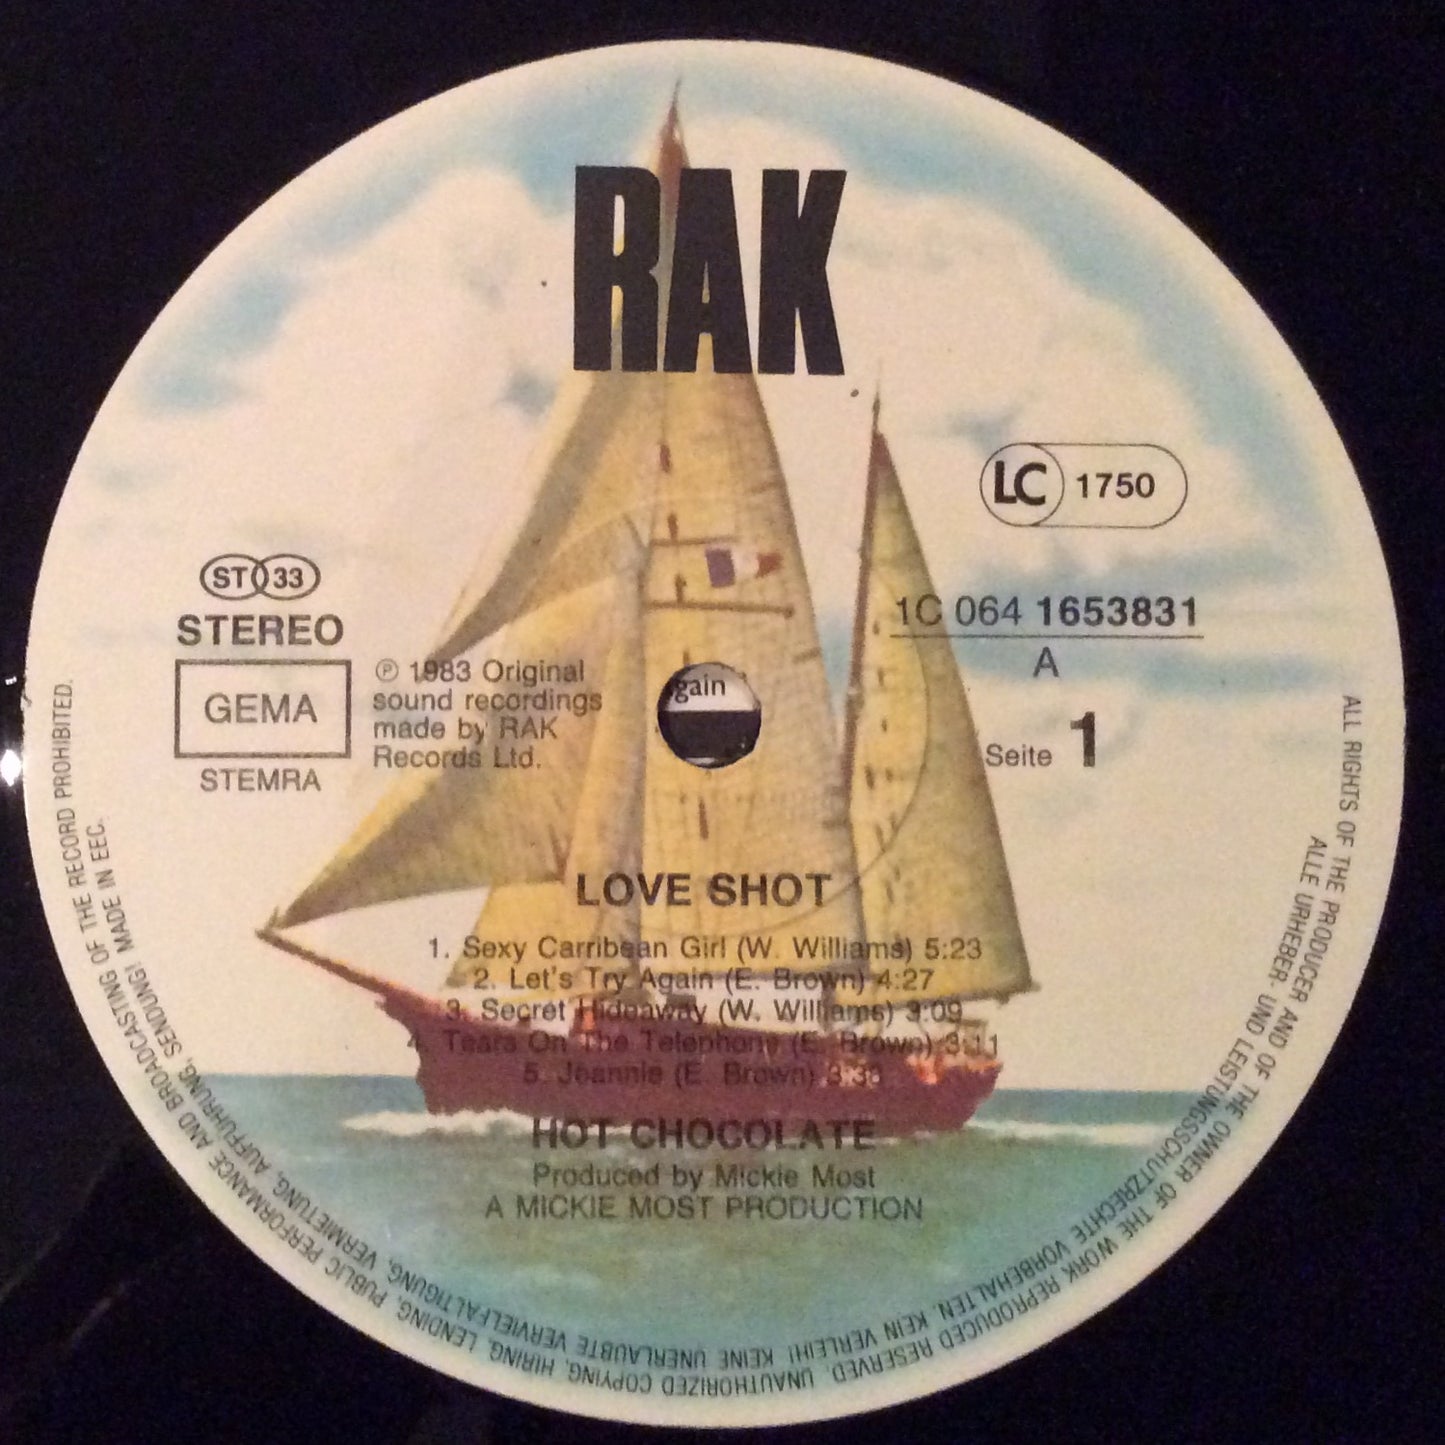 RAK
LC 1750
ST 33
STEREO
GEMA
STEMRA
℗ 1983 Original
sound recordings
made by RAK
Records Ltd.
gain
1C 064 1653831
A
Seite 1
LOVE SHOT
1. Sexy Carribean Girl (W. Williams) 5:23
2. Let's Try Again (E. Brown) 4:27
3. Secret Hideaway (W. Williams) 3:09
4. Tears On The Telephone (E. Brown) 3:11
5. Jeannie (E. Brown)
HOT CHOCOLATE
Produced by Mickie Most
A MICKIE MOST PRODUCTION
ALL RIGHTS OF THE PRODUCER AND OF THE OWNER OF THE WORK REPRODUCED RESERVED. UNAUTHORIZED COPYING, HIRING, LENDING, PUBLIC PERFORMANCE AND BROADCASTING OF THE RECORD PROHIBITED.
ALLE URHEBER- UND LEISTUNGSSCHUTZRECHTE VORBEHALTEN. KEIN VERLEIH! KEINE UNERLAUBTE VERVIELFALTIGUNG, VERMIETUNG, AUFFÜHRUNG, SENDUNG! MADE IN EEC.